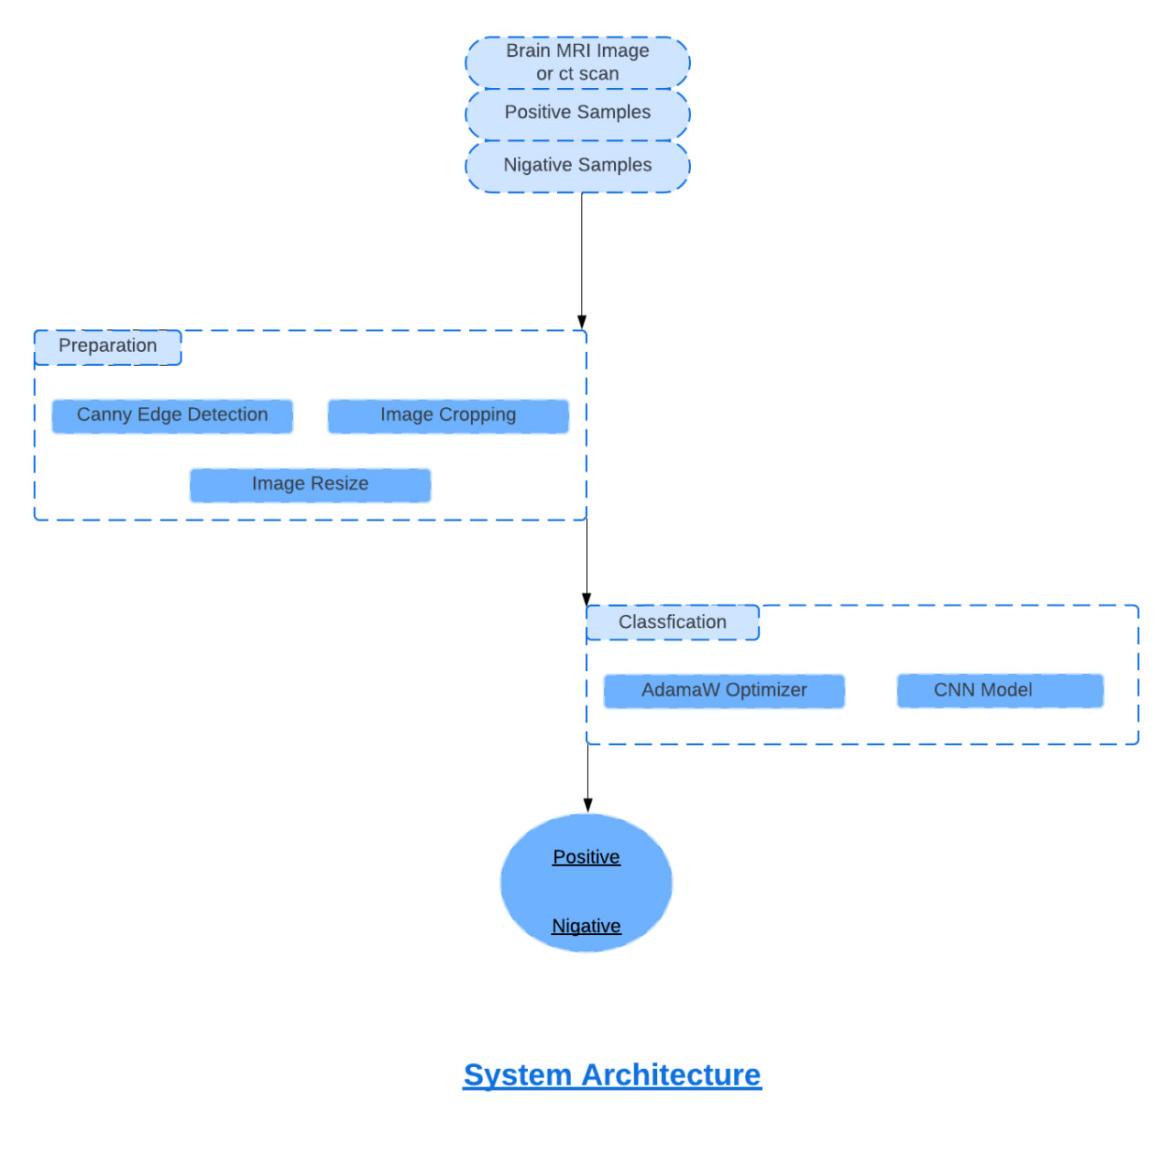 Brain MRI Image
or ct scan
Positive Samples
Nigative Samples
Preparation
Canny Edge Detection
Image Cropping
Image Resize
Classfication
AdamaW Optimizer
CNN Model
Positive
Nigative
System Architecture